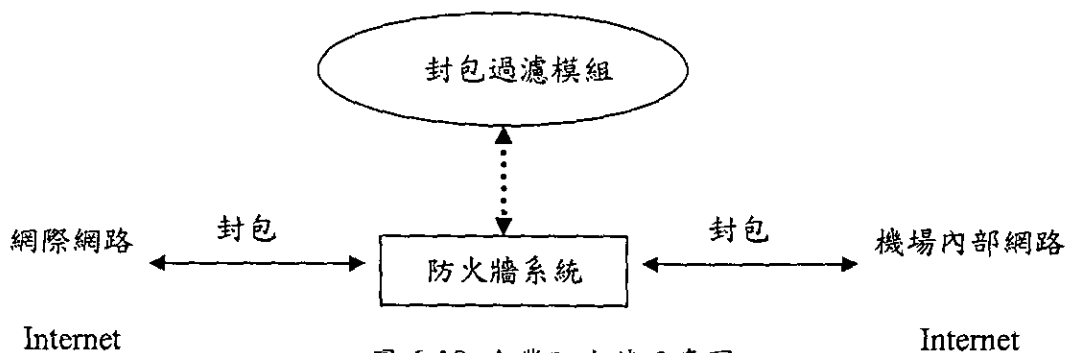 封包過濾模組
網際網路
封包
防火牆系統
封包
機場內部網路
Internet
Internet